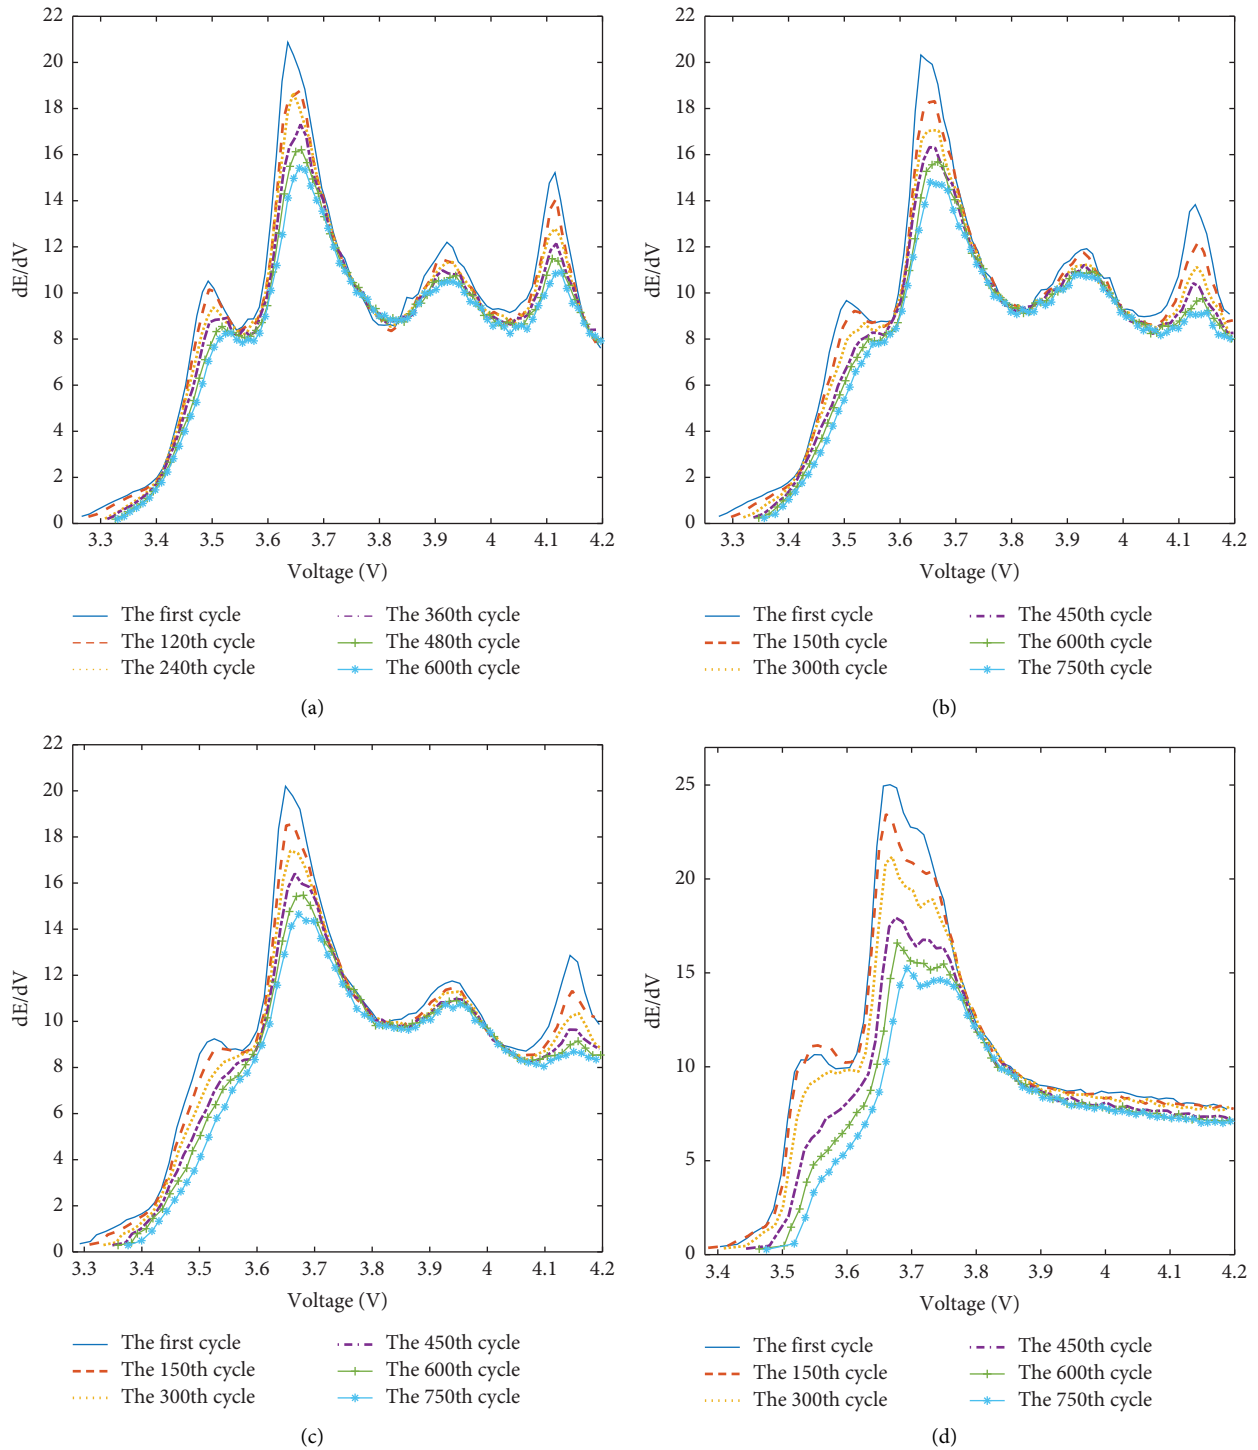 22
20
18
16
14
12
10
8
6
4
2
0
dE/dV
3.3 3.4 3.5 3.6 3.7 3.8 3.9 4 4.1 4.2
Voltage (V)
The first cycle
The 120th cycle
The 240th cycle
The 360th cycle
The 480th cycle
The 600th cycle
(a)
22
20
18
16
14
12
10
8
6
4
2
0
dE/dV
3.3 3.4 3.5 3.6 3.7 3.8 3.9 4 4.1 4.2
Voltage (V)
The first cycle
The 150th cycle
The 300th cycle
The 450th cycle
The 600th cycle
The 750th cycle
(b)
22
20
18
16
14
12
10
8
6
4
2
0
dE/dV
3.3 3.4 3.5 3.6 3.7 3.8 3.9 4 4.1 4.2
Voltage (V)
The first cycle
The 150th cycle
The 300th cycle
The 450th cycle
The 600th cycle
The 750th cycle
(c)
25
20
15
10
5
0
dE/dV
3.4 3.5 3.6 3.7 3.8 3.9 4 4.1 4.2
Voltage (V)
The first cycle
The 150th cycle
The 300th cycle
The 450th cycle
The 600th cycle
The 750th cycle
(d)